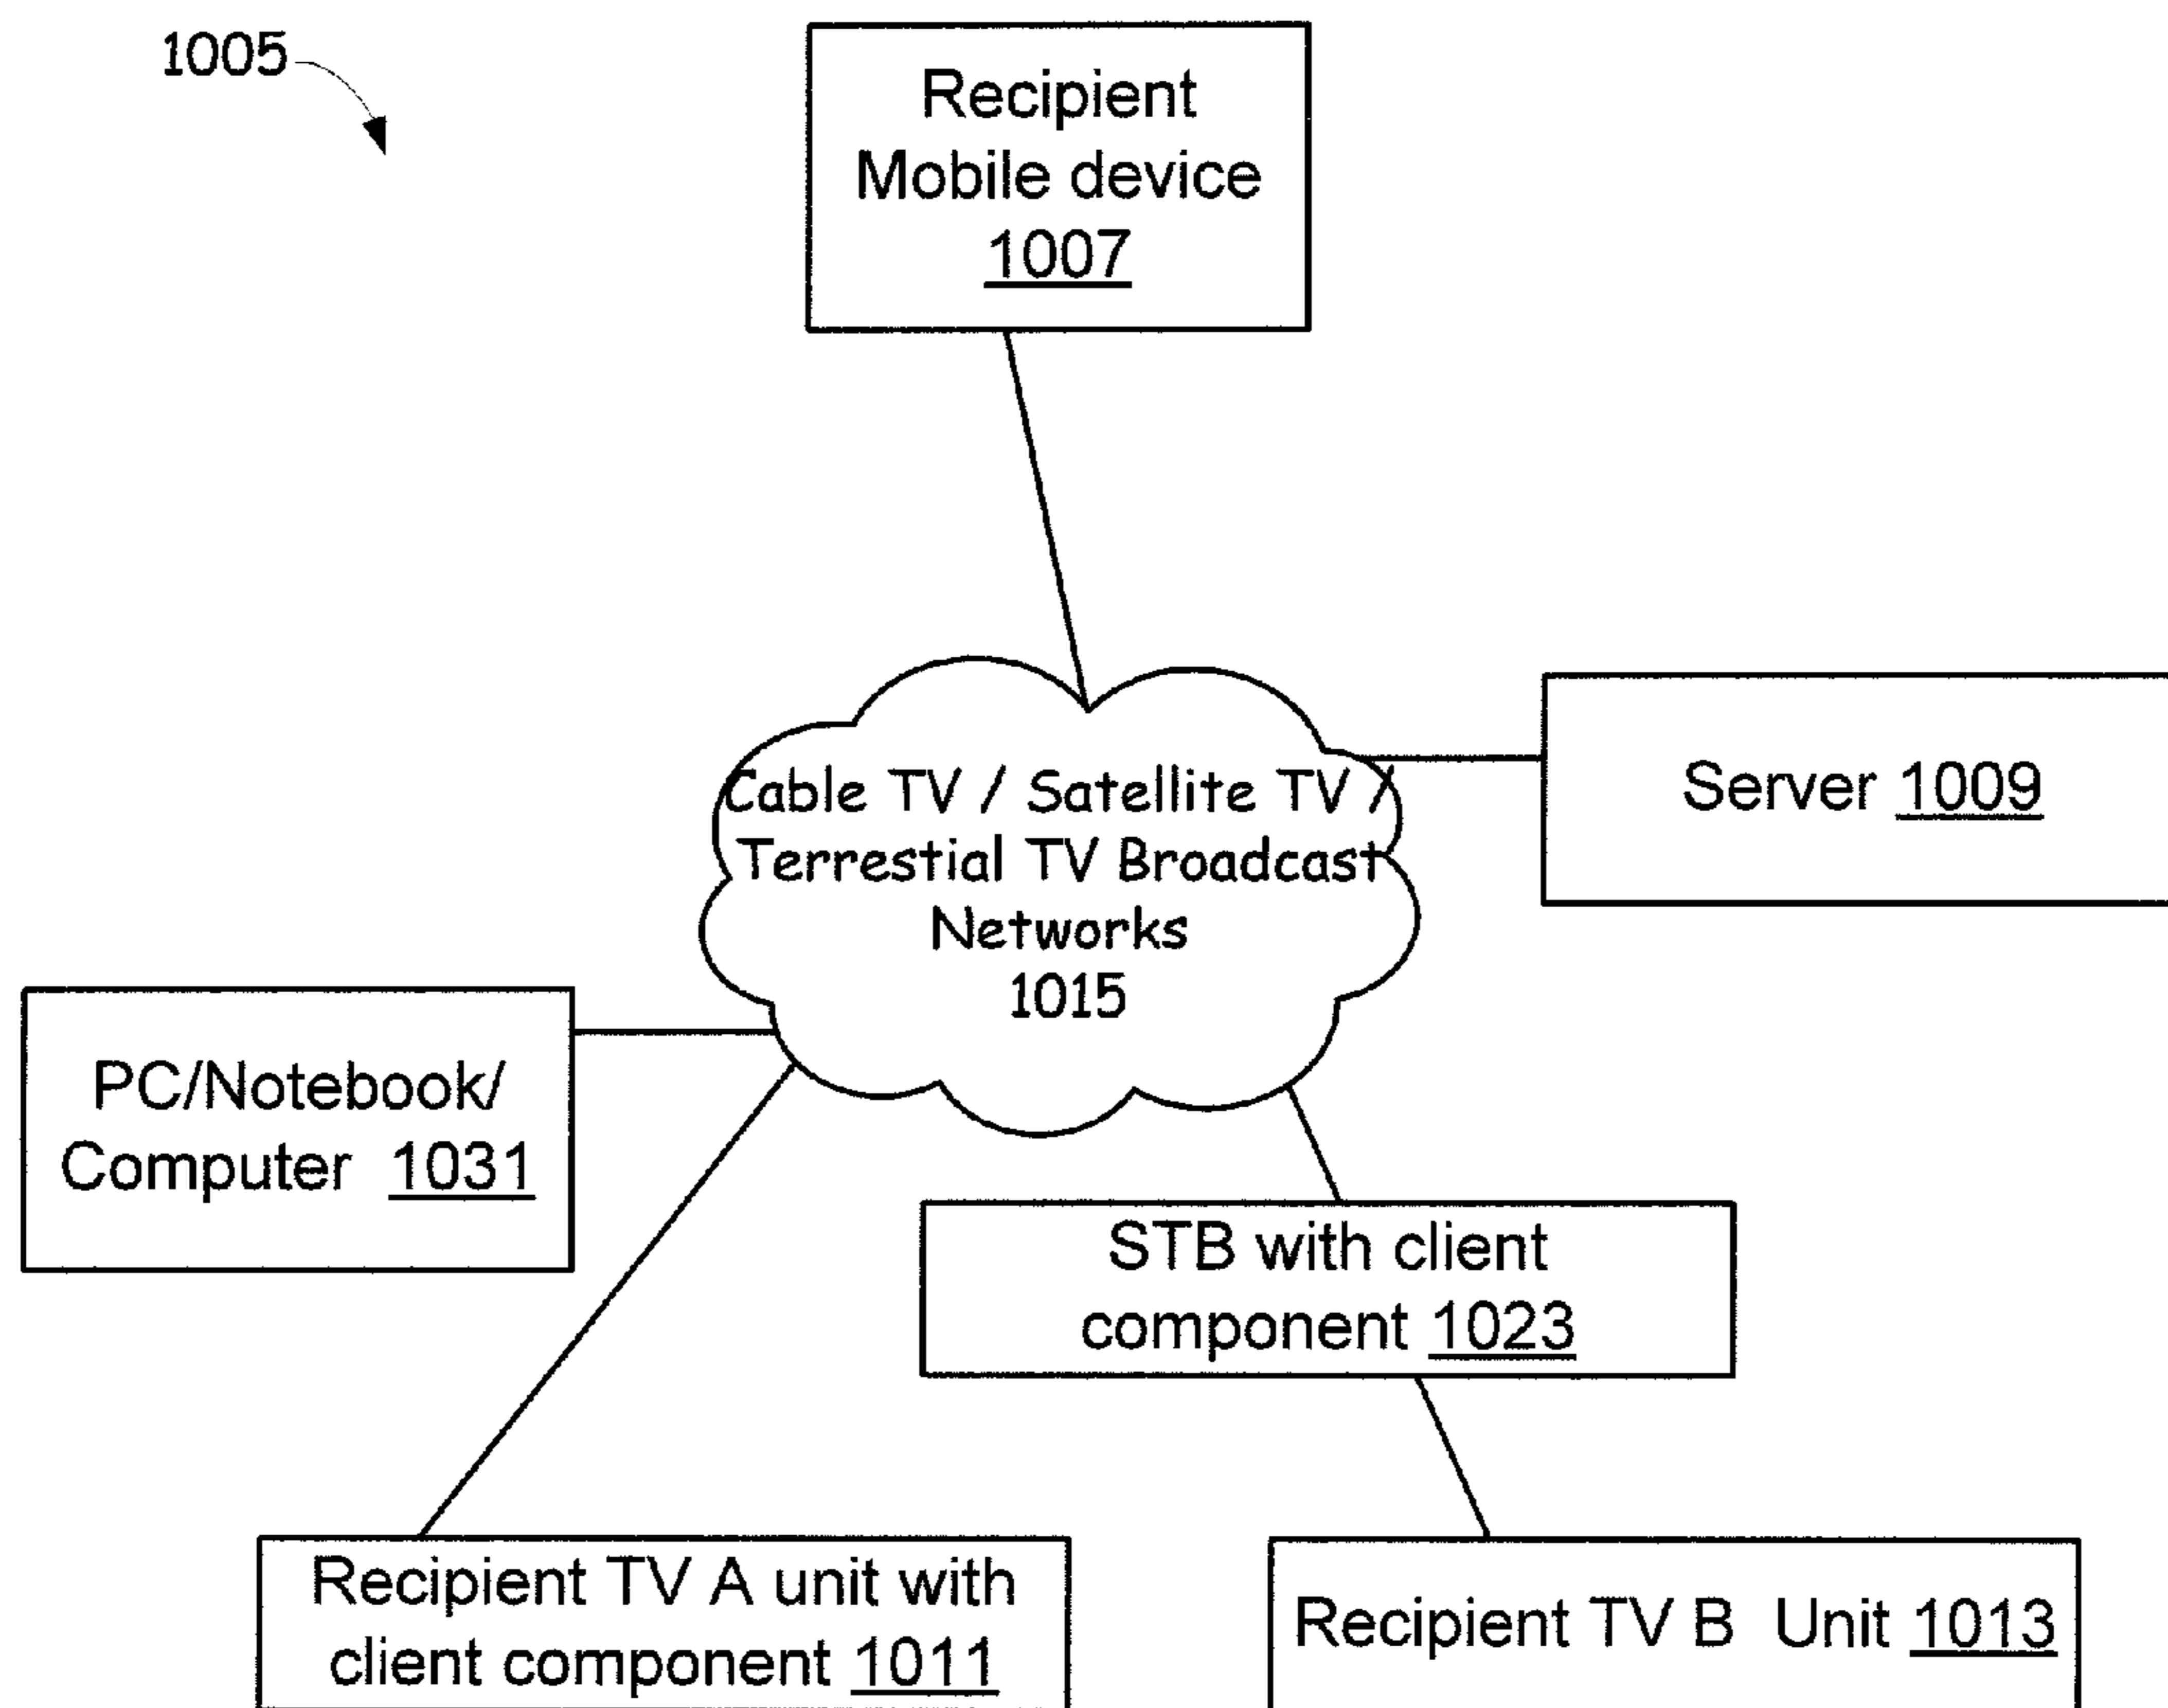 1005
Recipient
Mobile device
1007
Cable TV / Satellite TV /
Terrestial TV Broadcast
Networks
1015
Server 1009
PC/Notebook/
Computer 1031
STB with client
component 1023
Recipient TV A unit with
client component 1011
Recipient TV B Unit 1013